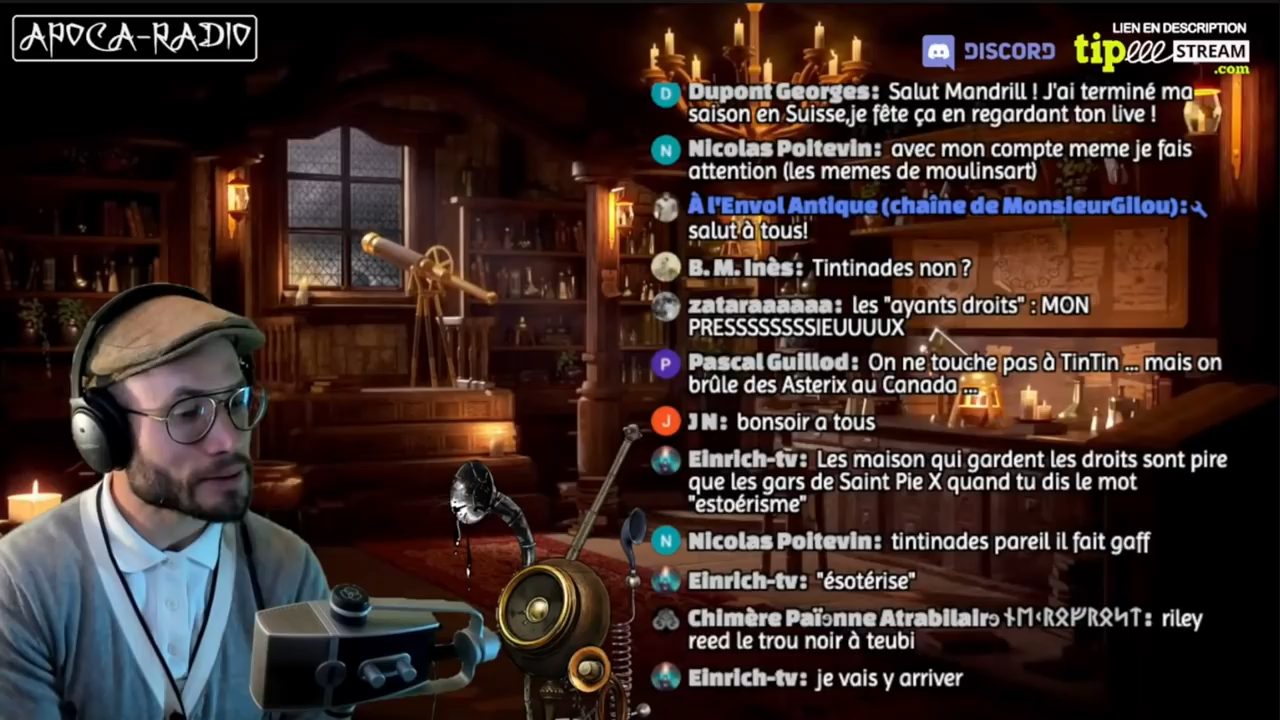 APOCA-RADIO
LIEN EN DESCRIPTION
DISCORD
tipeee STREAM
.com
D Dupont Georges: Salut Mandrill ! J'ai terminé ma
saison en Suisse,je fête ça en regardant ton live !
N Nicolas Poitevin: avec mon compte meme je fais
attention (les memes de moulinsart)
À l'Envol Antique (chaîne de MonsieurGilou):
salut à tous!
B. M. Inès: Tintinades non ?
zataraaaaaa: les "ayants droits" : MON
PRESSSSSSSSIEUUUUX
P Pascal Guillod: On ne touche pas à TinTin ... mais on
brûle des Asterix au Canada ...
J J N: bonsoir a tous
Einrich-tv: Les maison qui gardent les droits sont pire
que les gars de Saint Pie X quand tu dis le mot
"estoérisme"
N Nicolas Poitevin: tintinades pareil il fait gaff
Einrich-tv: "ésotérise"
Chimère Païenne Atrabilaire: riley
reed le trou noir à teubi
Einrich-tv: je vais y arriver